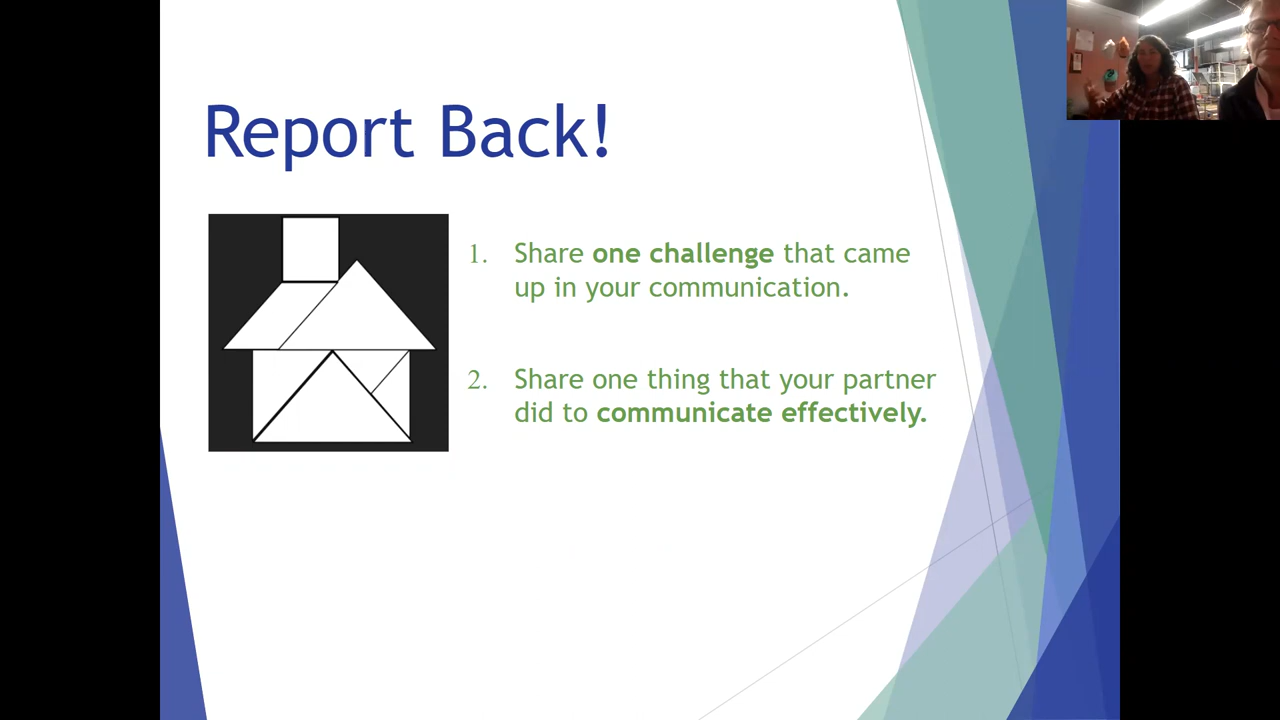 Report Back!
1. Share one challenge that came
up in your communication.
2. Share one thing that your partner
did to communicate effectively.